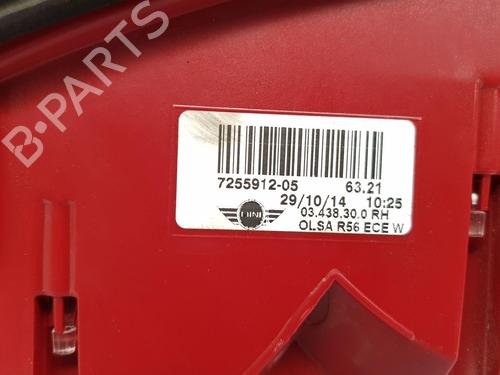 B-PARTS
7255912-05 63.21
29/10/14 10:25
MINI 03.438.30.0 RH
OLSA R56 ECE W